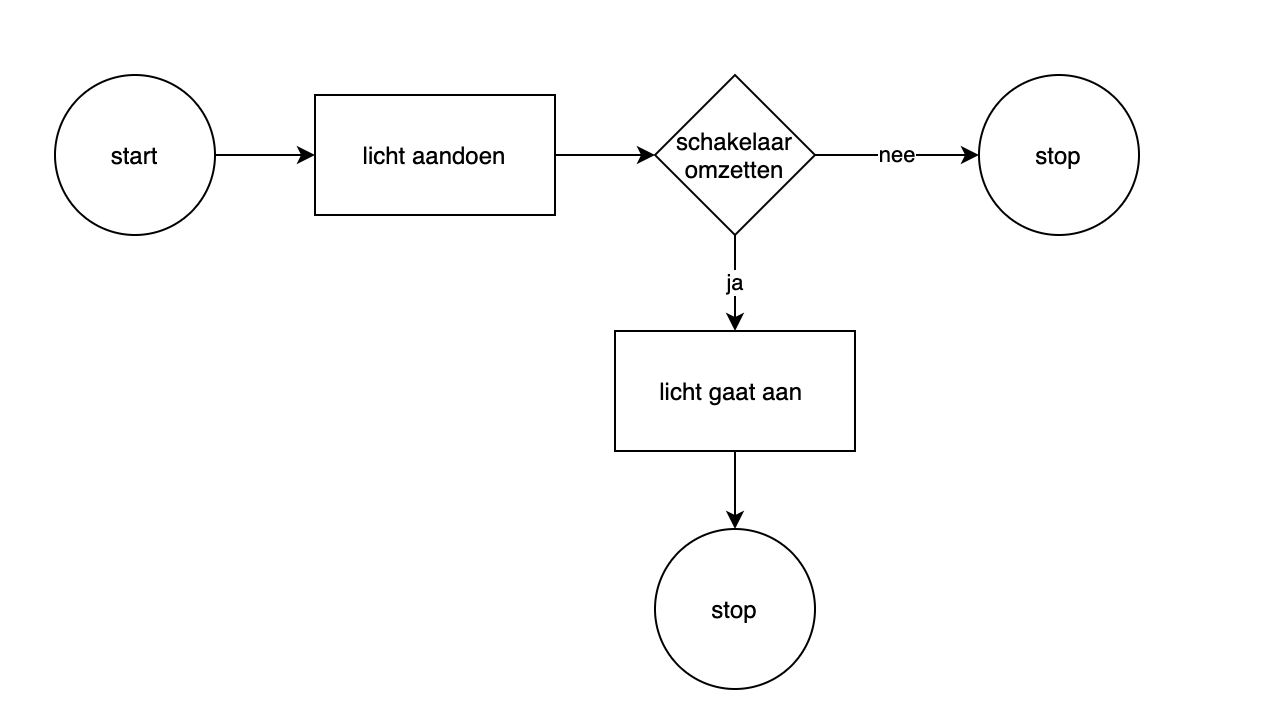 start
licht aandoen
schakelaar
omzetten
nee
stop
ja
licht gaat aan
stop